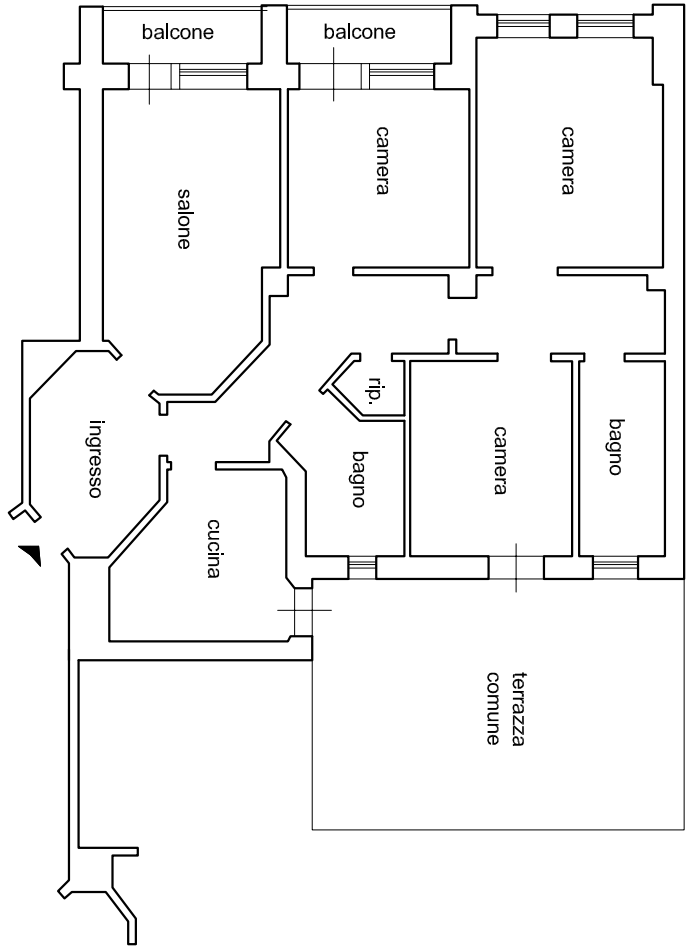 balcone
balcone
camera
camera
salone
rip.
ingresso
bagno
camera
bagno
cucina
terrazza
comune